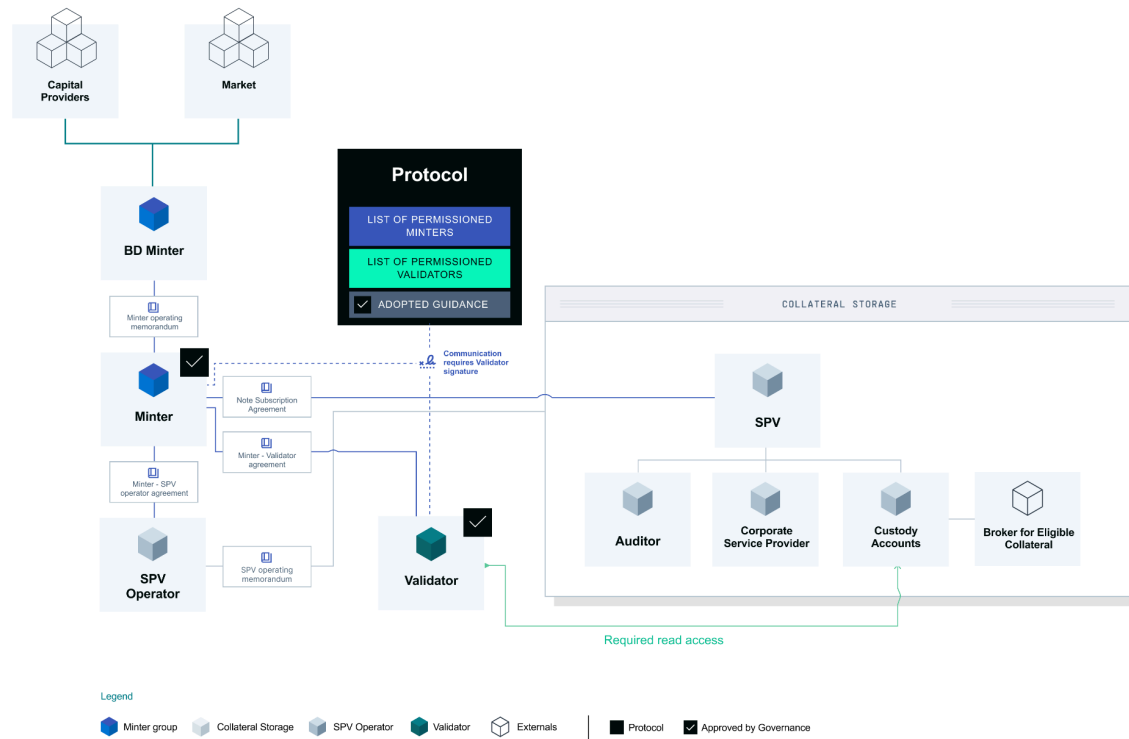 Capital
Providers
Market
Protocol
LIST OF PERMISSIONED
MINTERS
LIST OF PERMISSIONED
VALIDATORS
ADOPTED GUIDANCE
BD Minter
Minter operating
memorandum
COLLATERAL STORAGE
Communication
requires Validator
signature
Minter
Note Subscription
Agreement
SPV
Minter - Validator
agreement
Minter - SPV
operator agreement
Auditor
Corporate
Service Provider
Custody
Accounts
Broker for Eligible
Collateral
SPV
Operator
SPV operating
memorandum
Validator
Required read access
Legend
Minter group
Collateral Storage
SPV Operator
Validator
Externals
Protocol
Approved by Governance